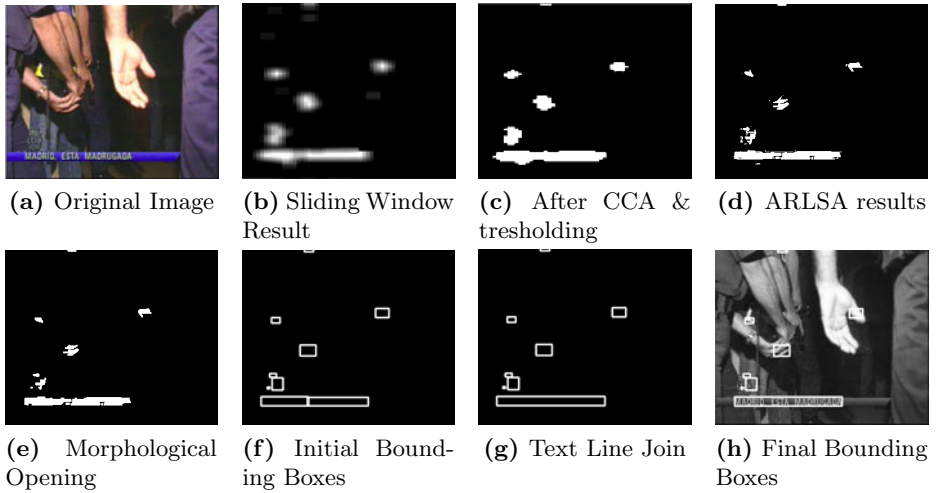 MADRID, ESTA MADRUGADA
(a) Original Image
(b) Sliding Window
Result
(c) After CCA &
tresholding
(d) ARLSA results
MADRID, ESTA MADRUGADA
(e) Morphological
Opening
(f) Initial Bound-
ing Boxes
(g) Text Line Join
(h) Final Bounding
Boxes